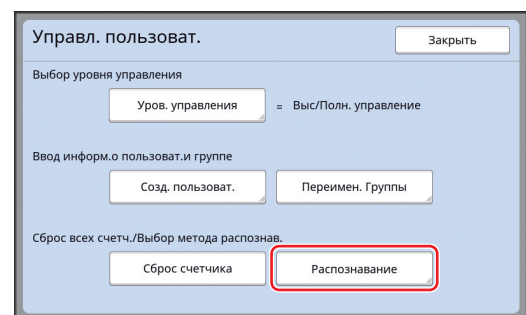 Управл. пользоват.
Закрыть
Выбор уровня управления
Уров. управления = Выс/Полн. управление
Ввод информ.о пользоват.и группе
Созд. пользоват. Переимен. Группы
Сброс всех счетч./Выбор метода распознав.
Сброс счетчика Распознавание